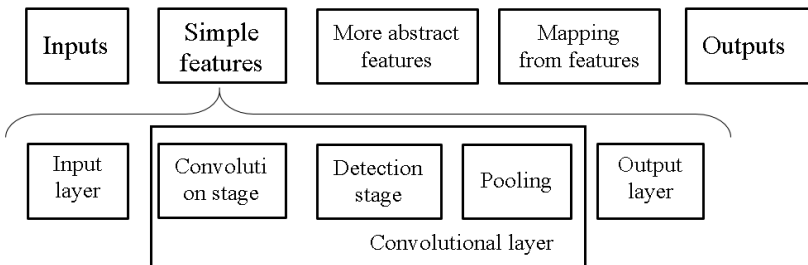 Inputs
Simple
features
More abstract
features
Mapping
from features
Outputs
Input
layer
Convoluti
on stage
Detection
stage
Pooling
Output
layer
Convolutional layer